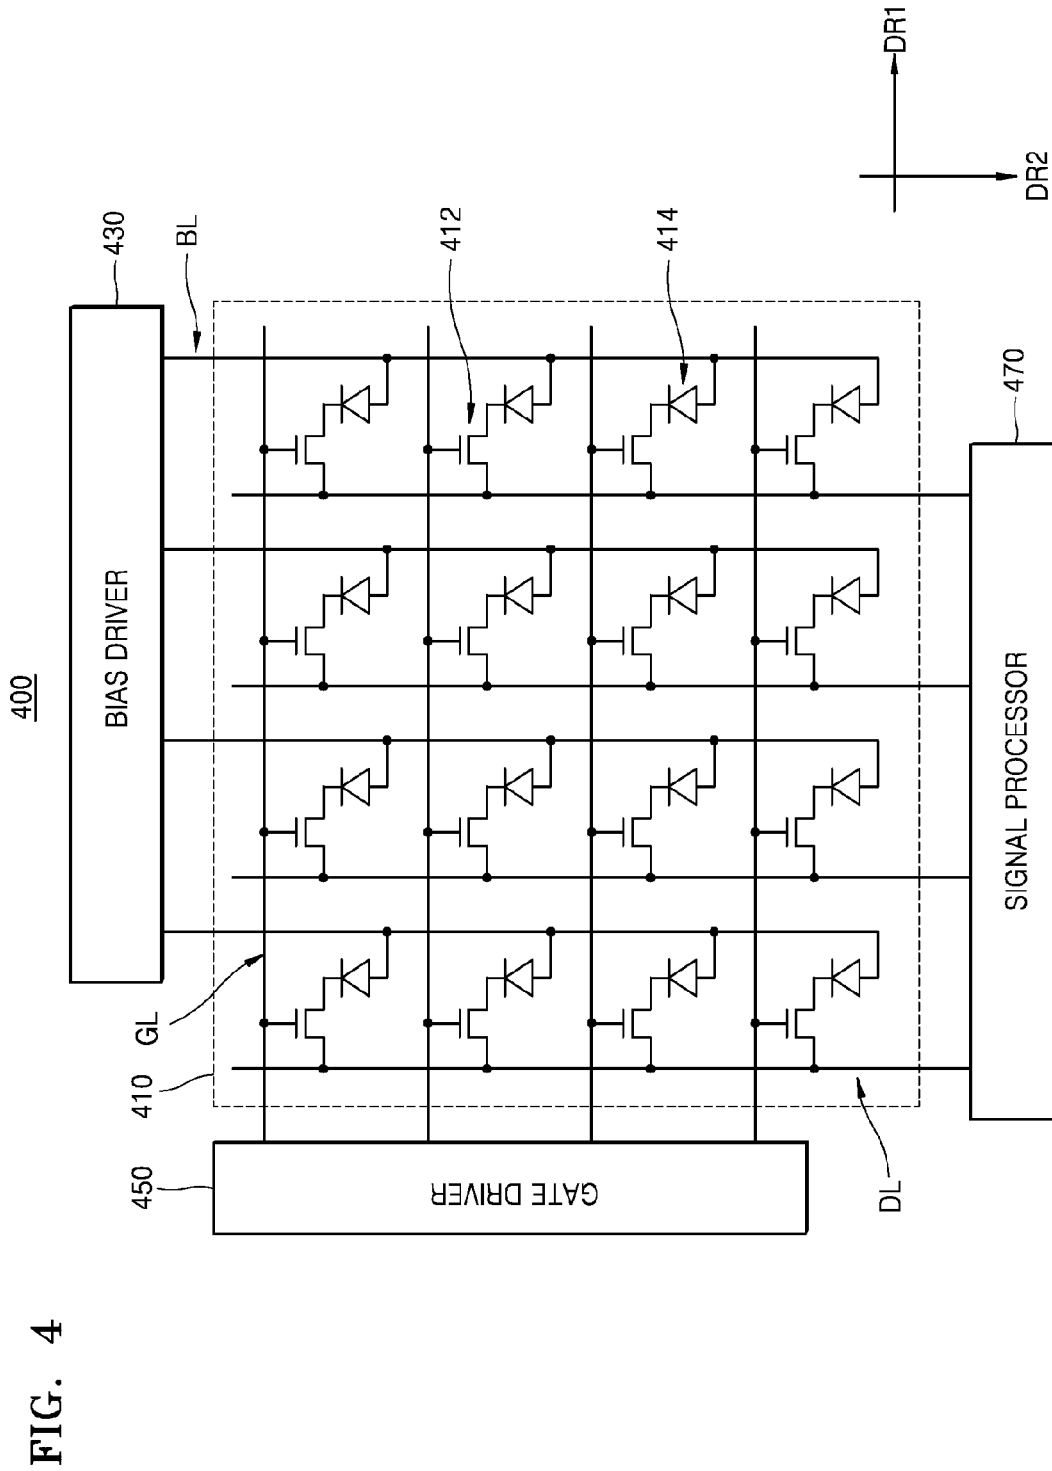 FIG. 4
400
430
BIAS DRIVER
BL
GL
410
412
414
450
GATE DRIVER
DL
470
SIGNAL PROCESSOR
DR1
DR2